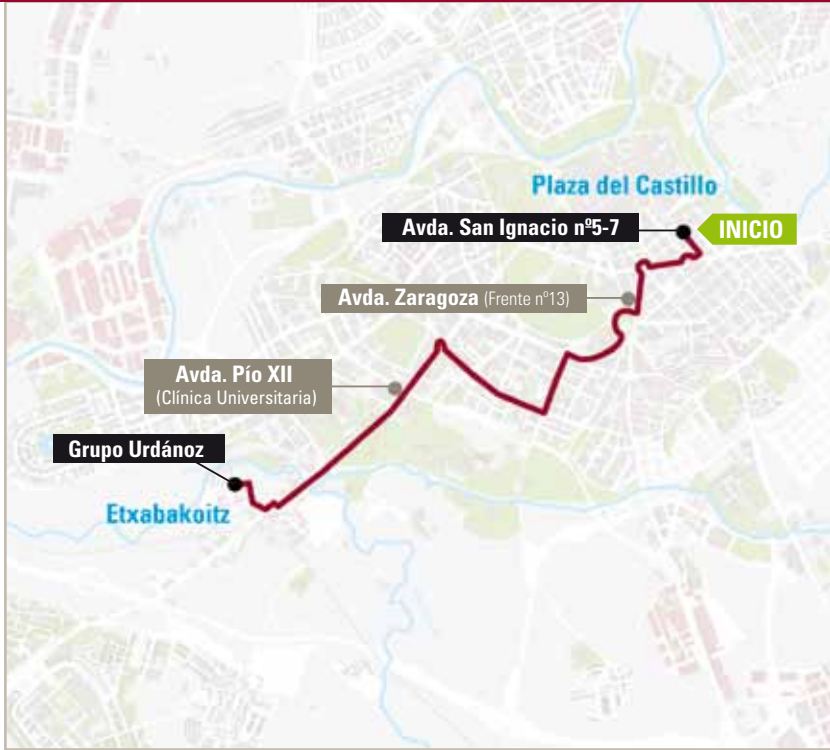 Plaza del Castillo
Avda. San Ignacio nº5-7
INICIO
Avda. Zaragoza (Frente nº13)
Avda. Pío XII
(Clínica Universitaria)
Grupo Urdánoz
Etxabakoitz